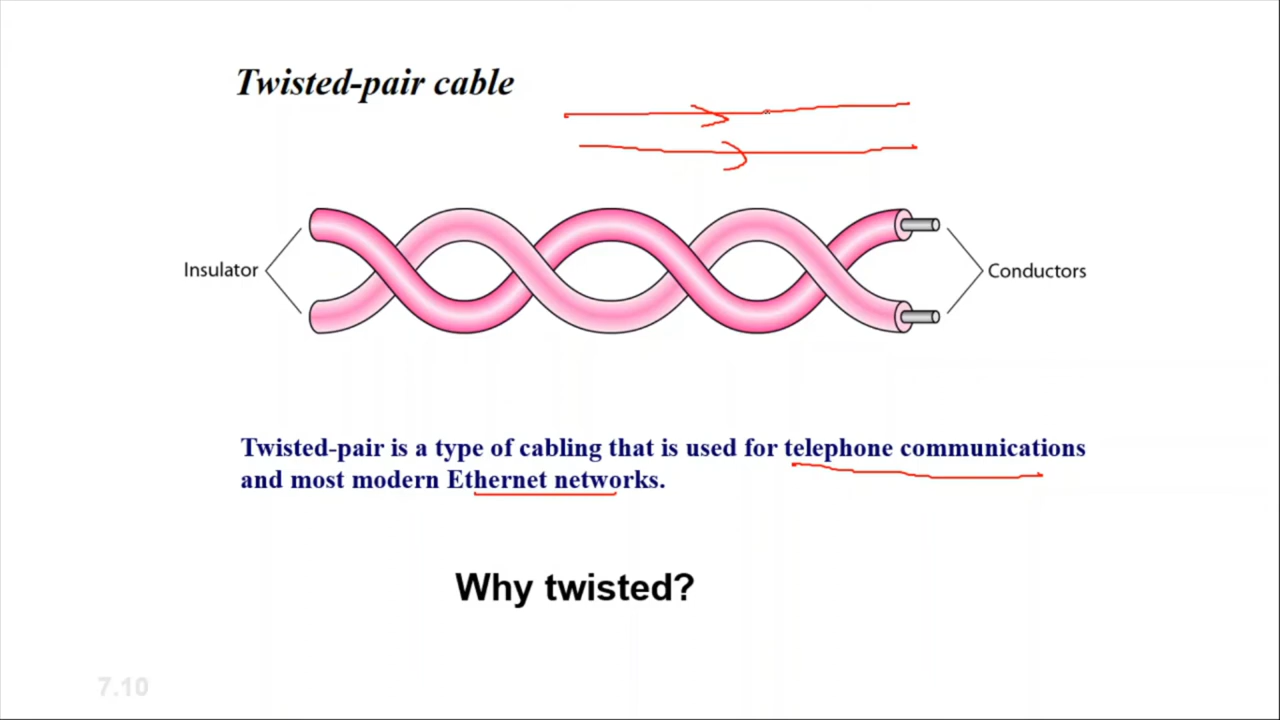 Twisted-pair cable
Insulator
Conductors
Twisted-pair is a type of cabling that is used for telephone communications
and most modern Ethernet networks.
Why twisted?
7.10